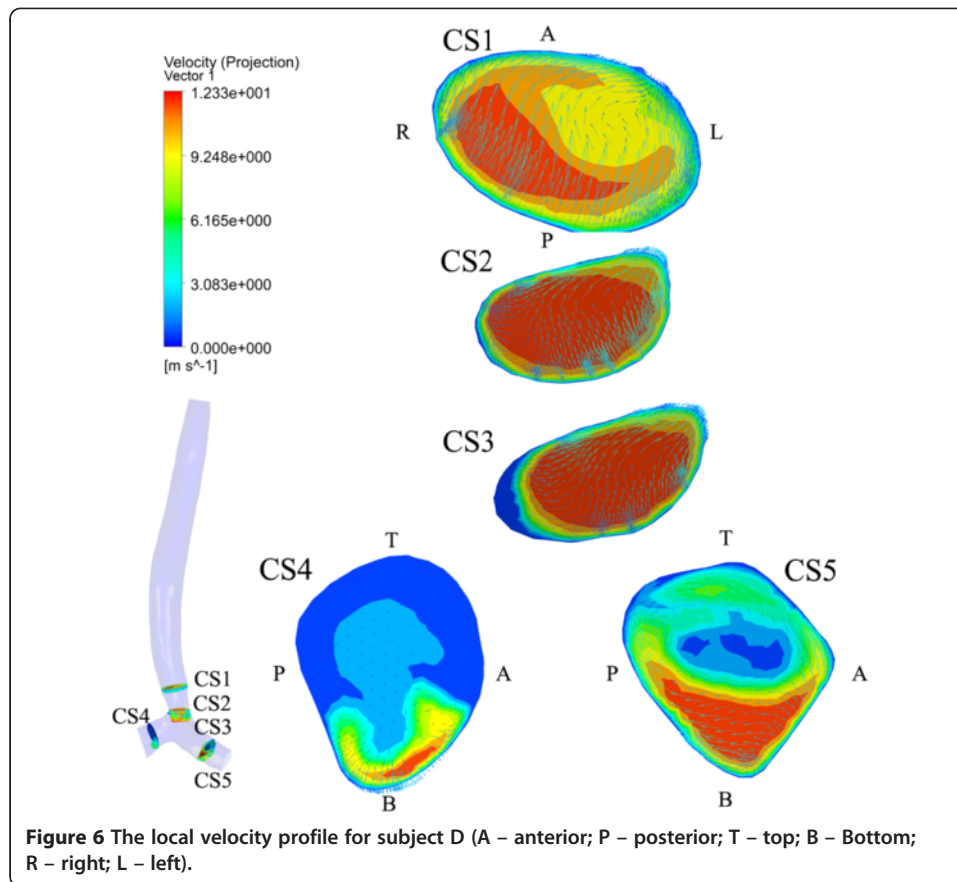 Velocity (Projection)
Vector 1
1.233e+001
9.248e+000
6.165e+000
3.083e+000
0.000e+000
[m s^-1]
CS1
A
R
L
P
CS2
CS3
CS1
CS2
CS4
CS3
CS5
T
CS4
P
A
B
T
CS5
P
A
B
Figure 6 The local velocity profile for subject D (A – anterior; P – posterior; T – top; B – Bottom;
R – right; L – left).